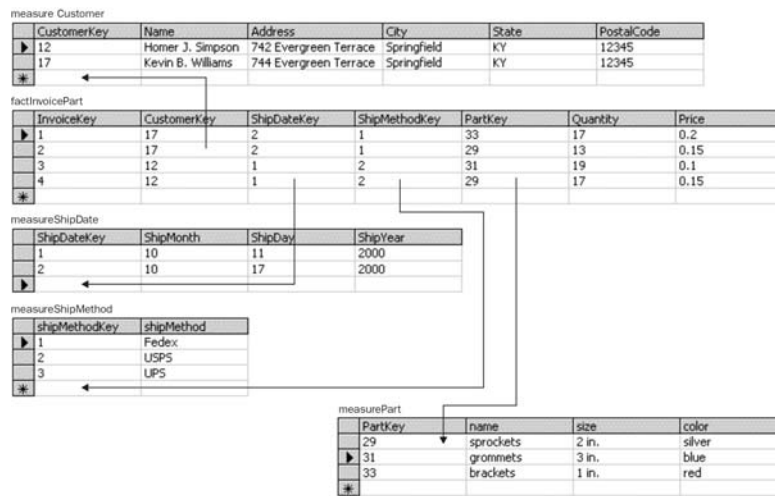 measure Customer
CustomerKey Name Address City State PostalCode
12 Homer J. Simpson 742 Evergreen Terrace Springfield KY 12345
17 Kevin B. Williams 744 Evergreen Terrace Springfield KY 12345
factInvoicePart
InvoiceKey CustomerKey ShipDateKey ShipMethodKey PartKey Quantity Price
1 17 2 1 33 17 0.2
2 17 2 1 29 13 0.15
3 12 1 2 31 19 0.1
4 12 1 2 29 17 0.15
measureShipDate
ShipDateKey ShipMonth ShipDay ShipYear
1 10 11 2000
2 10 17 2000
measureShipMethod
shipMethodKey shipMethod
1 Fedex
2 USPS
3 UPS
measurePart
PartKey name size color
29 sprockets 2 in. silver
31 grommets 3 in. blue
33 brackets 1 in. red